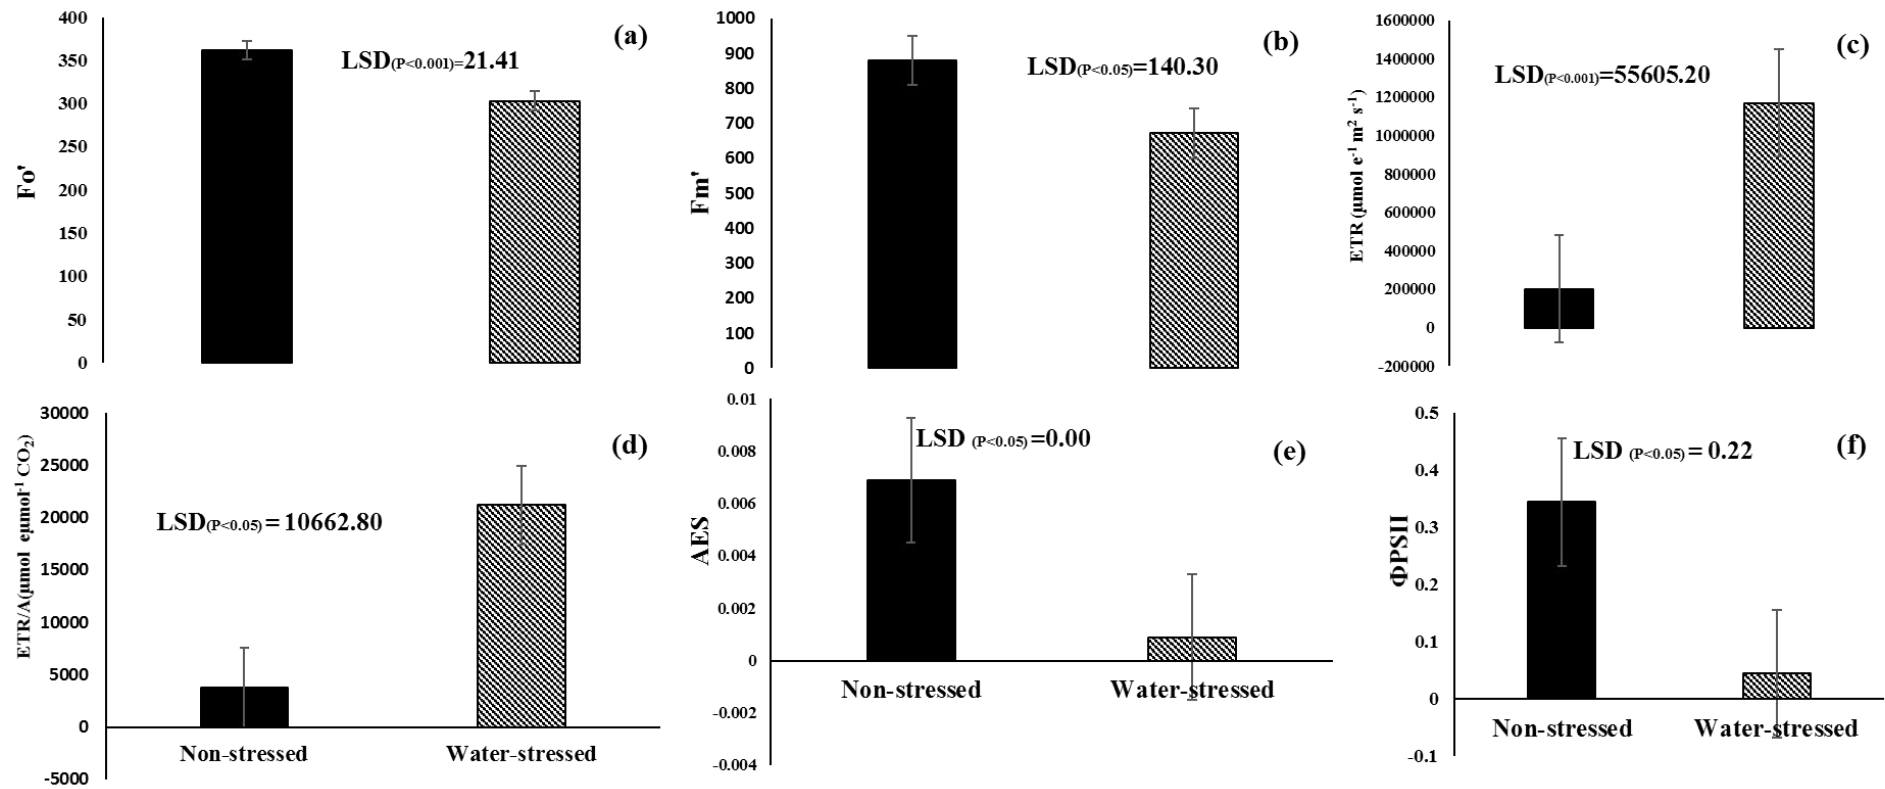 400
350
300
250
200
150
100
50
0
Fo'
LSD(P<0.001)=21.41
(a)
1000
900
800
700
600
500
400
300
200
100
0
Fm'
LSD(P<0.05)=140.30
(b)
1600000
1400000
1200000
1000000
800000
600000
400000
200000
0
-200000
ETR (µmol e⁻¹ m² s⁻¹)
LSD(P<0.001)=55605.20
(c)
30000
25000
20000
15000
10000
5000
0
-5000
ETR/A(µmol eµmol⁻¹ CO₂)
LSD(P<0.05) = 10662.80
(d)
Non-stressed
Water-stressed
0.01
0.008
0.006
0.004
0.002
0
-0.002
-0.004
AES
LSD (P<0.05) =0.00
(e)
Non-stressed
Water-stressed
0.5
0.4
0.3
0.2
0.1
0
-0.1
ΦPSII
LSD (P<0.05) = 0.22
(f)
Non-stressed
Water-stressed